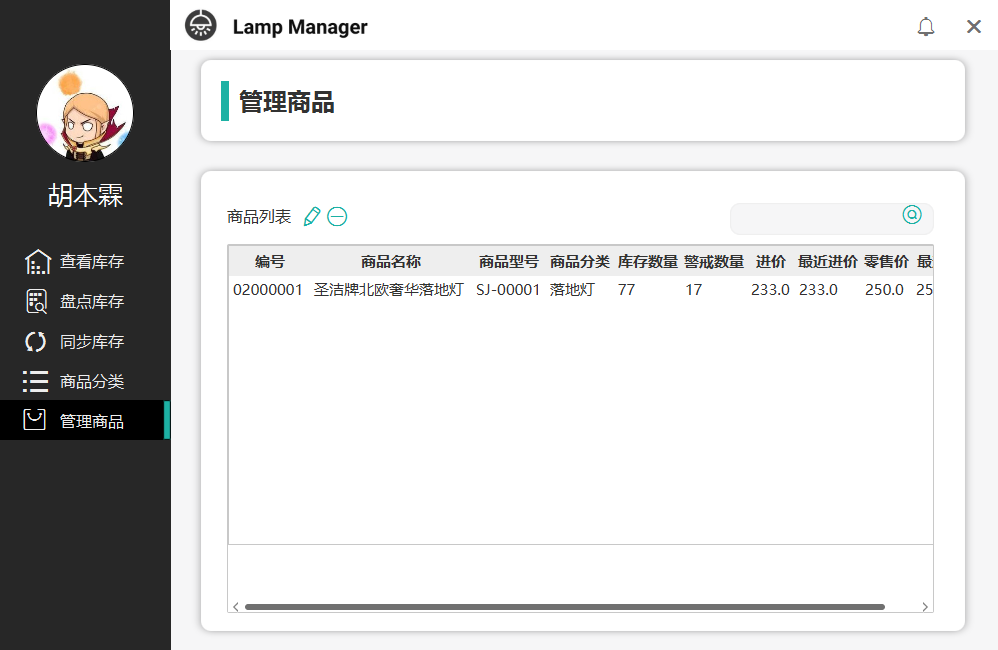 Lamp Manager
胡本霖
查看库存
盘点库存
同步库存
商品分类
管理商品
管理商品
商品列表
编号 商品名称 商品型号 商品分类 库存数量 警戒数量 进价 最近进价 零售价 最
02000001 圣洁牌北欧奢华落地灯 SJ-00001 落地灯 77 17 233.0 233.0 250.0 25